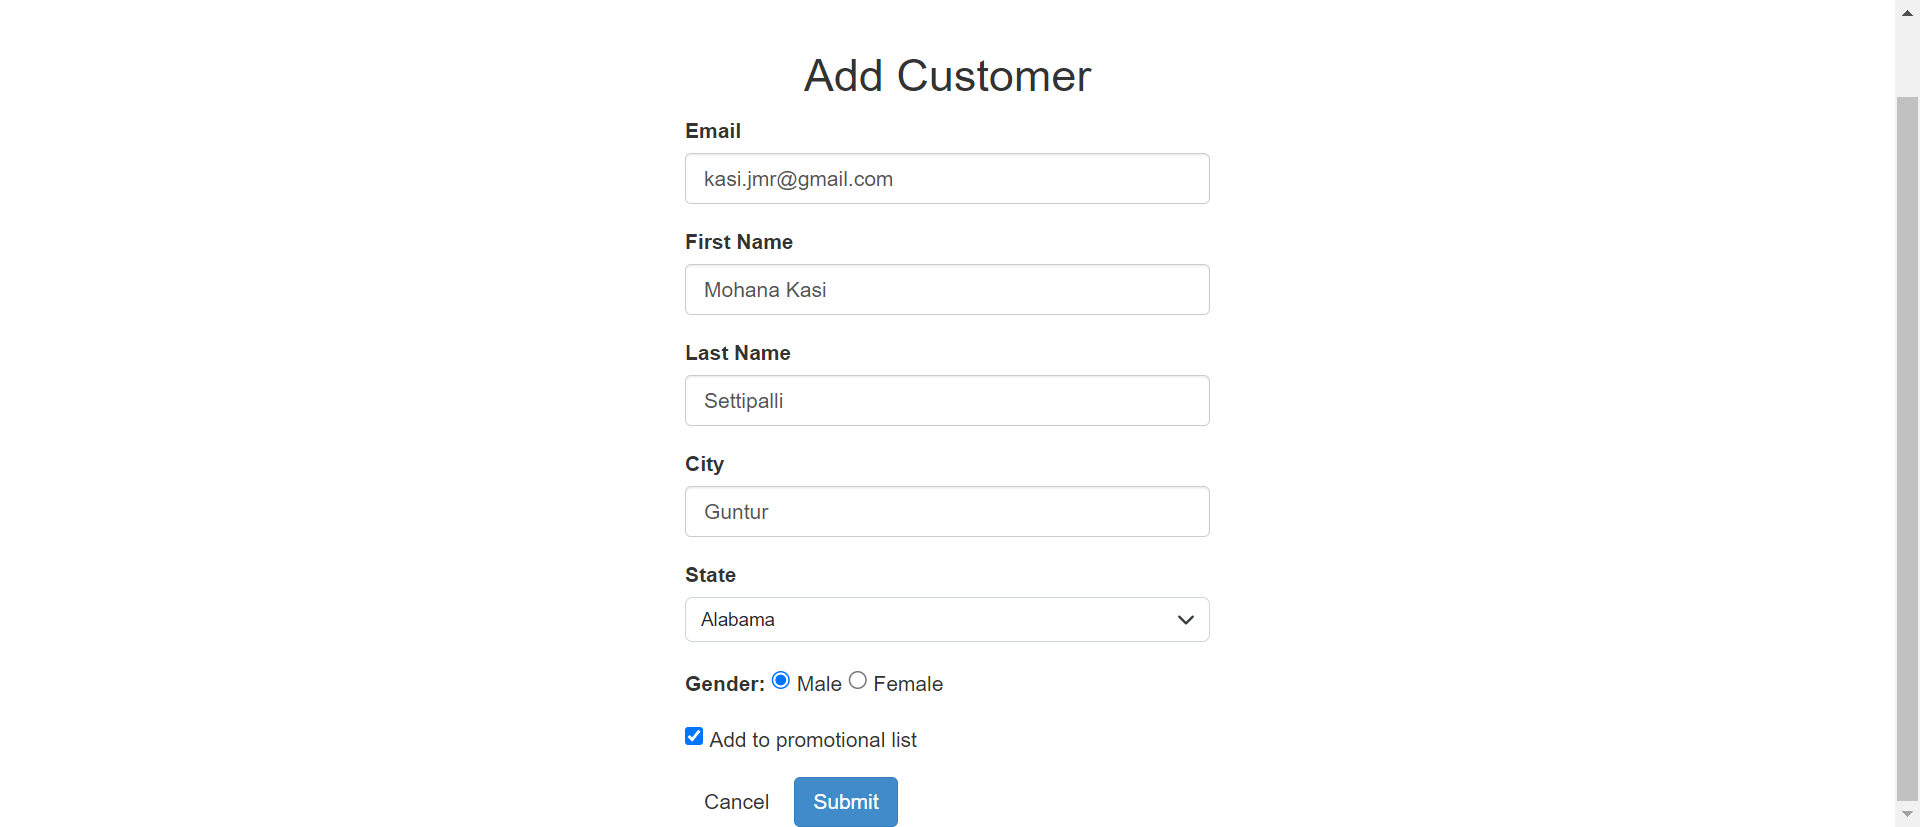 Add Customer
Email
kasi.jmr@gmail.com
First Name
Mohana Kasi
Last Name
Settipalli
City
Guntur
State
Alabama
Gender: Male Female
Add to promotional list
Cancel Submit